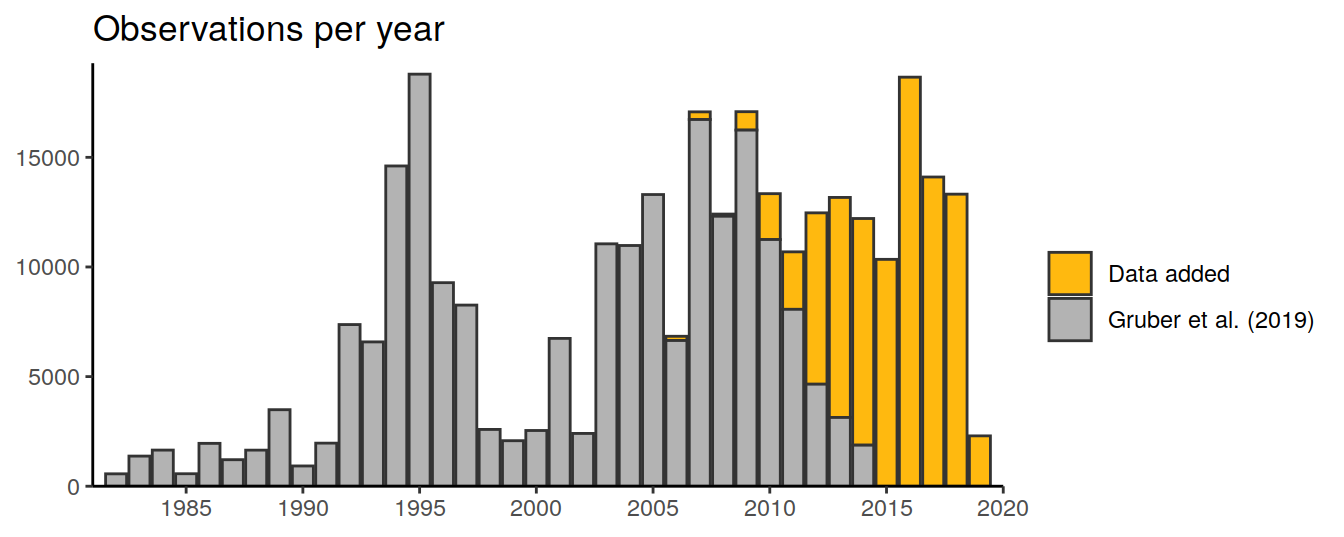 Observations per year
15000
10000
5000
0
1985 1990 1995 2000 2005 2010 2015 2020
Data added
Gruber et al. (2019)